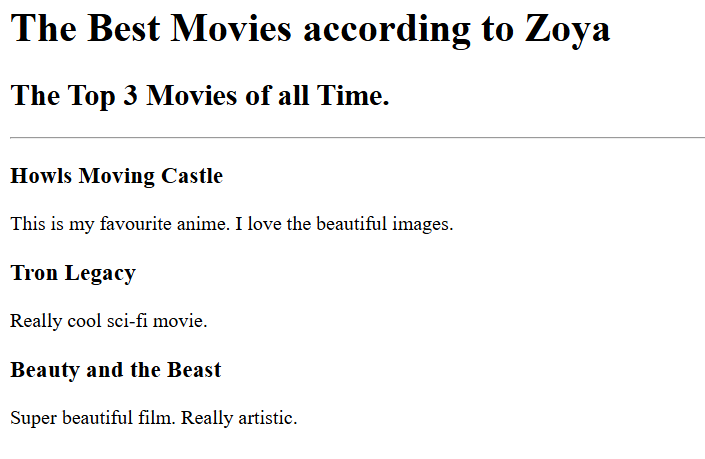 The Best Movies according to Zoya
The Top 3 Movies of all Time.
Howls Moving Castle
This is my favourite anime. I love the beautiful images.
Tron Legacy
Really cool sci-fi movie.
Beauty and the Beast
Super beautiful film. Really artistic.